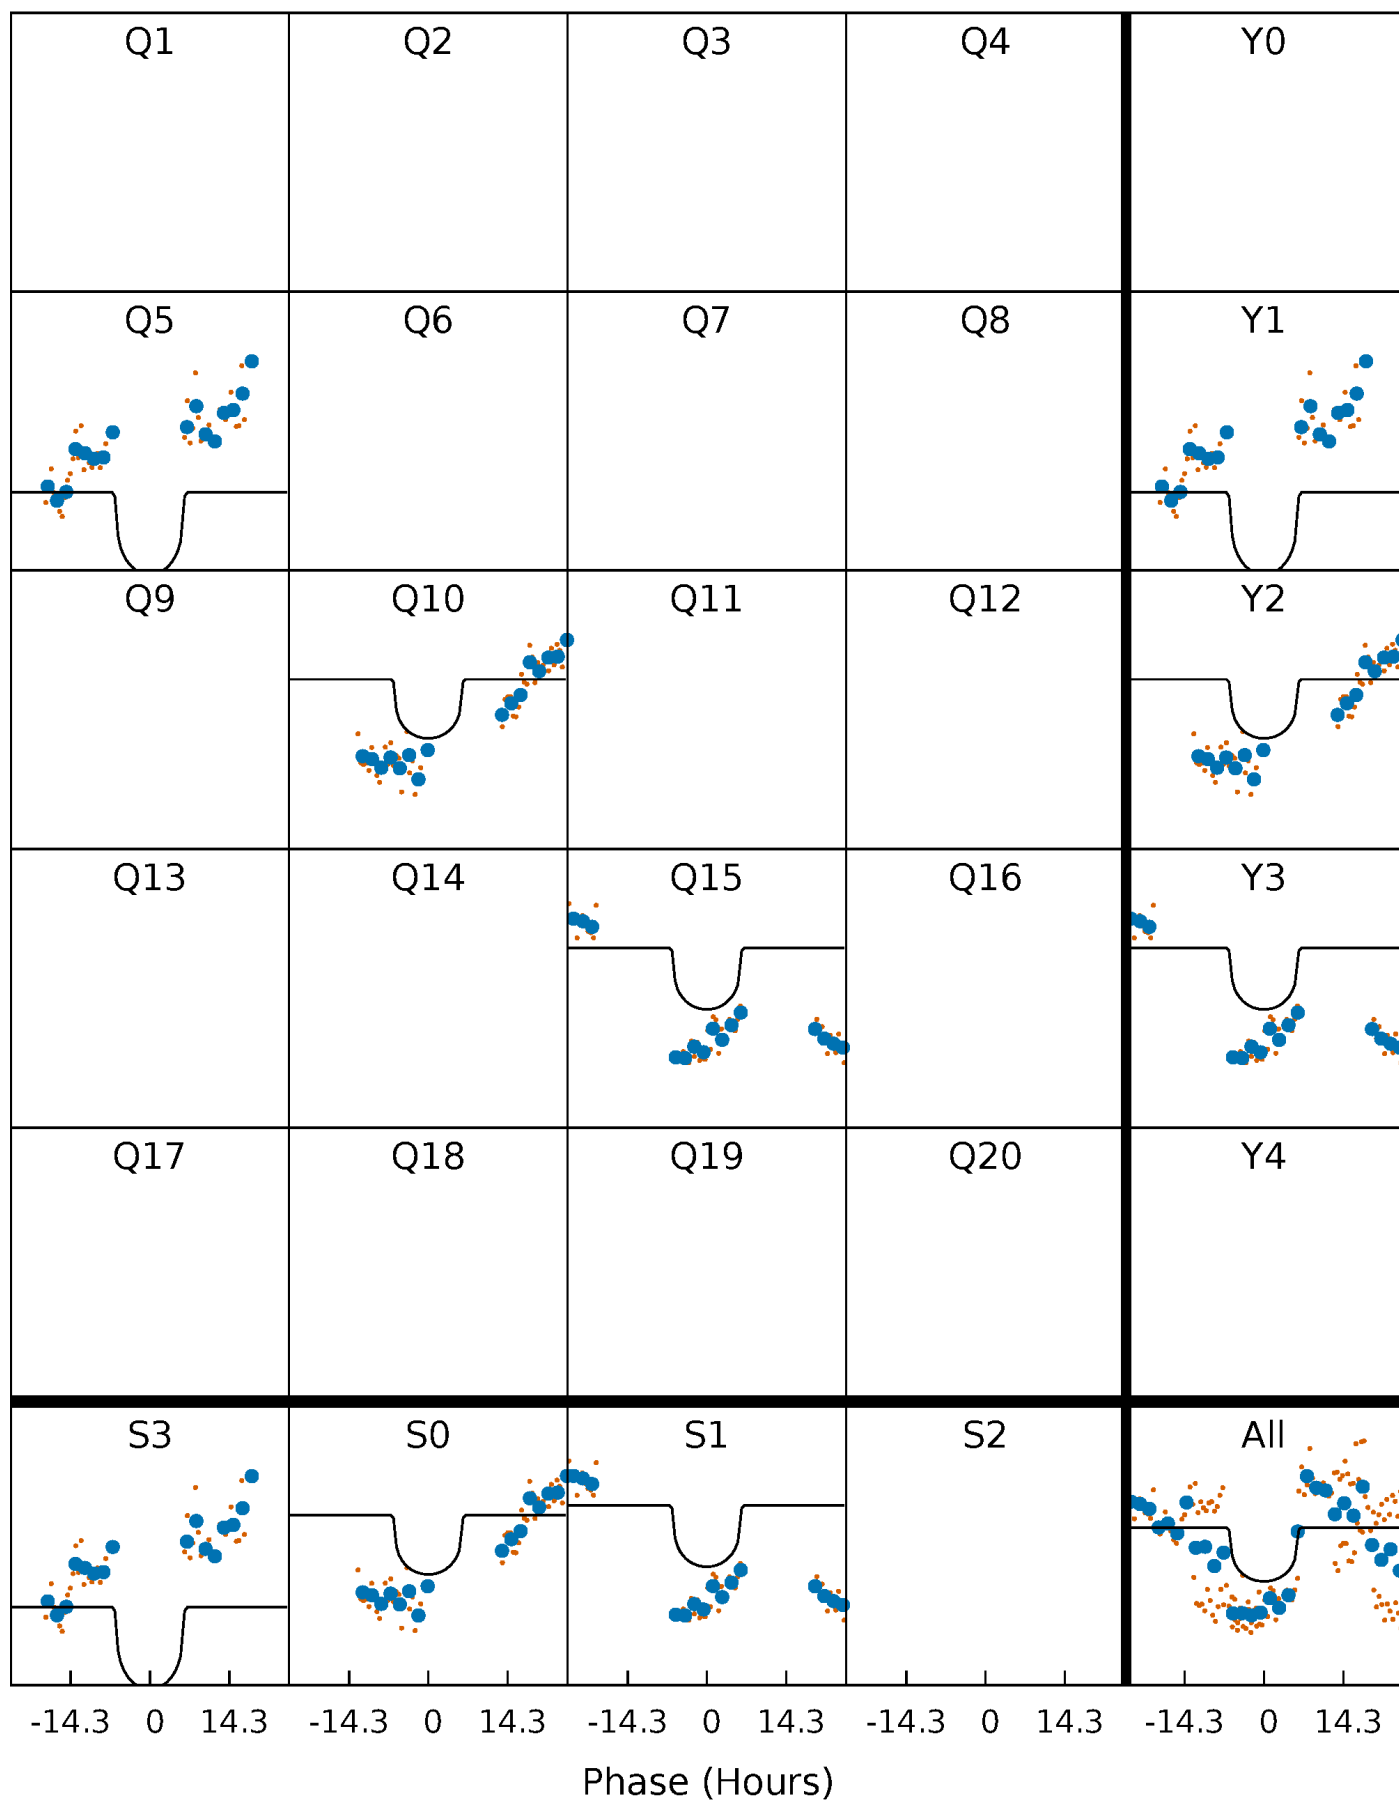 Q1 Q2 Q3 Q4 Y0
Q5 Q6 Q7 Q8 Y1
Q9 Q10 Q11 Q12 Y2
Q13 Q14 Q15 Q16 Y3
Q17 Q18 Q19 Q20 Y4
S3 S0 S1 S2 All
-14.3 0 14.3 -14.3 0 14.3 -14.3 0 14.3 -14.3 0 14.3 -14.3 0 14.3
Phase (Hours)